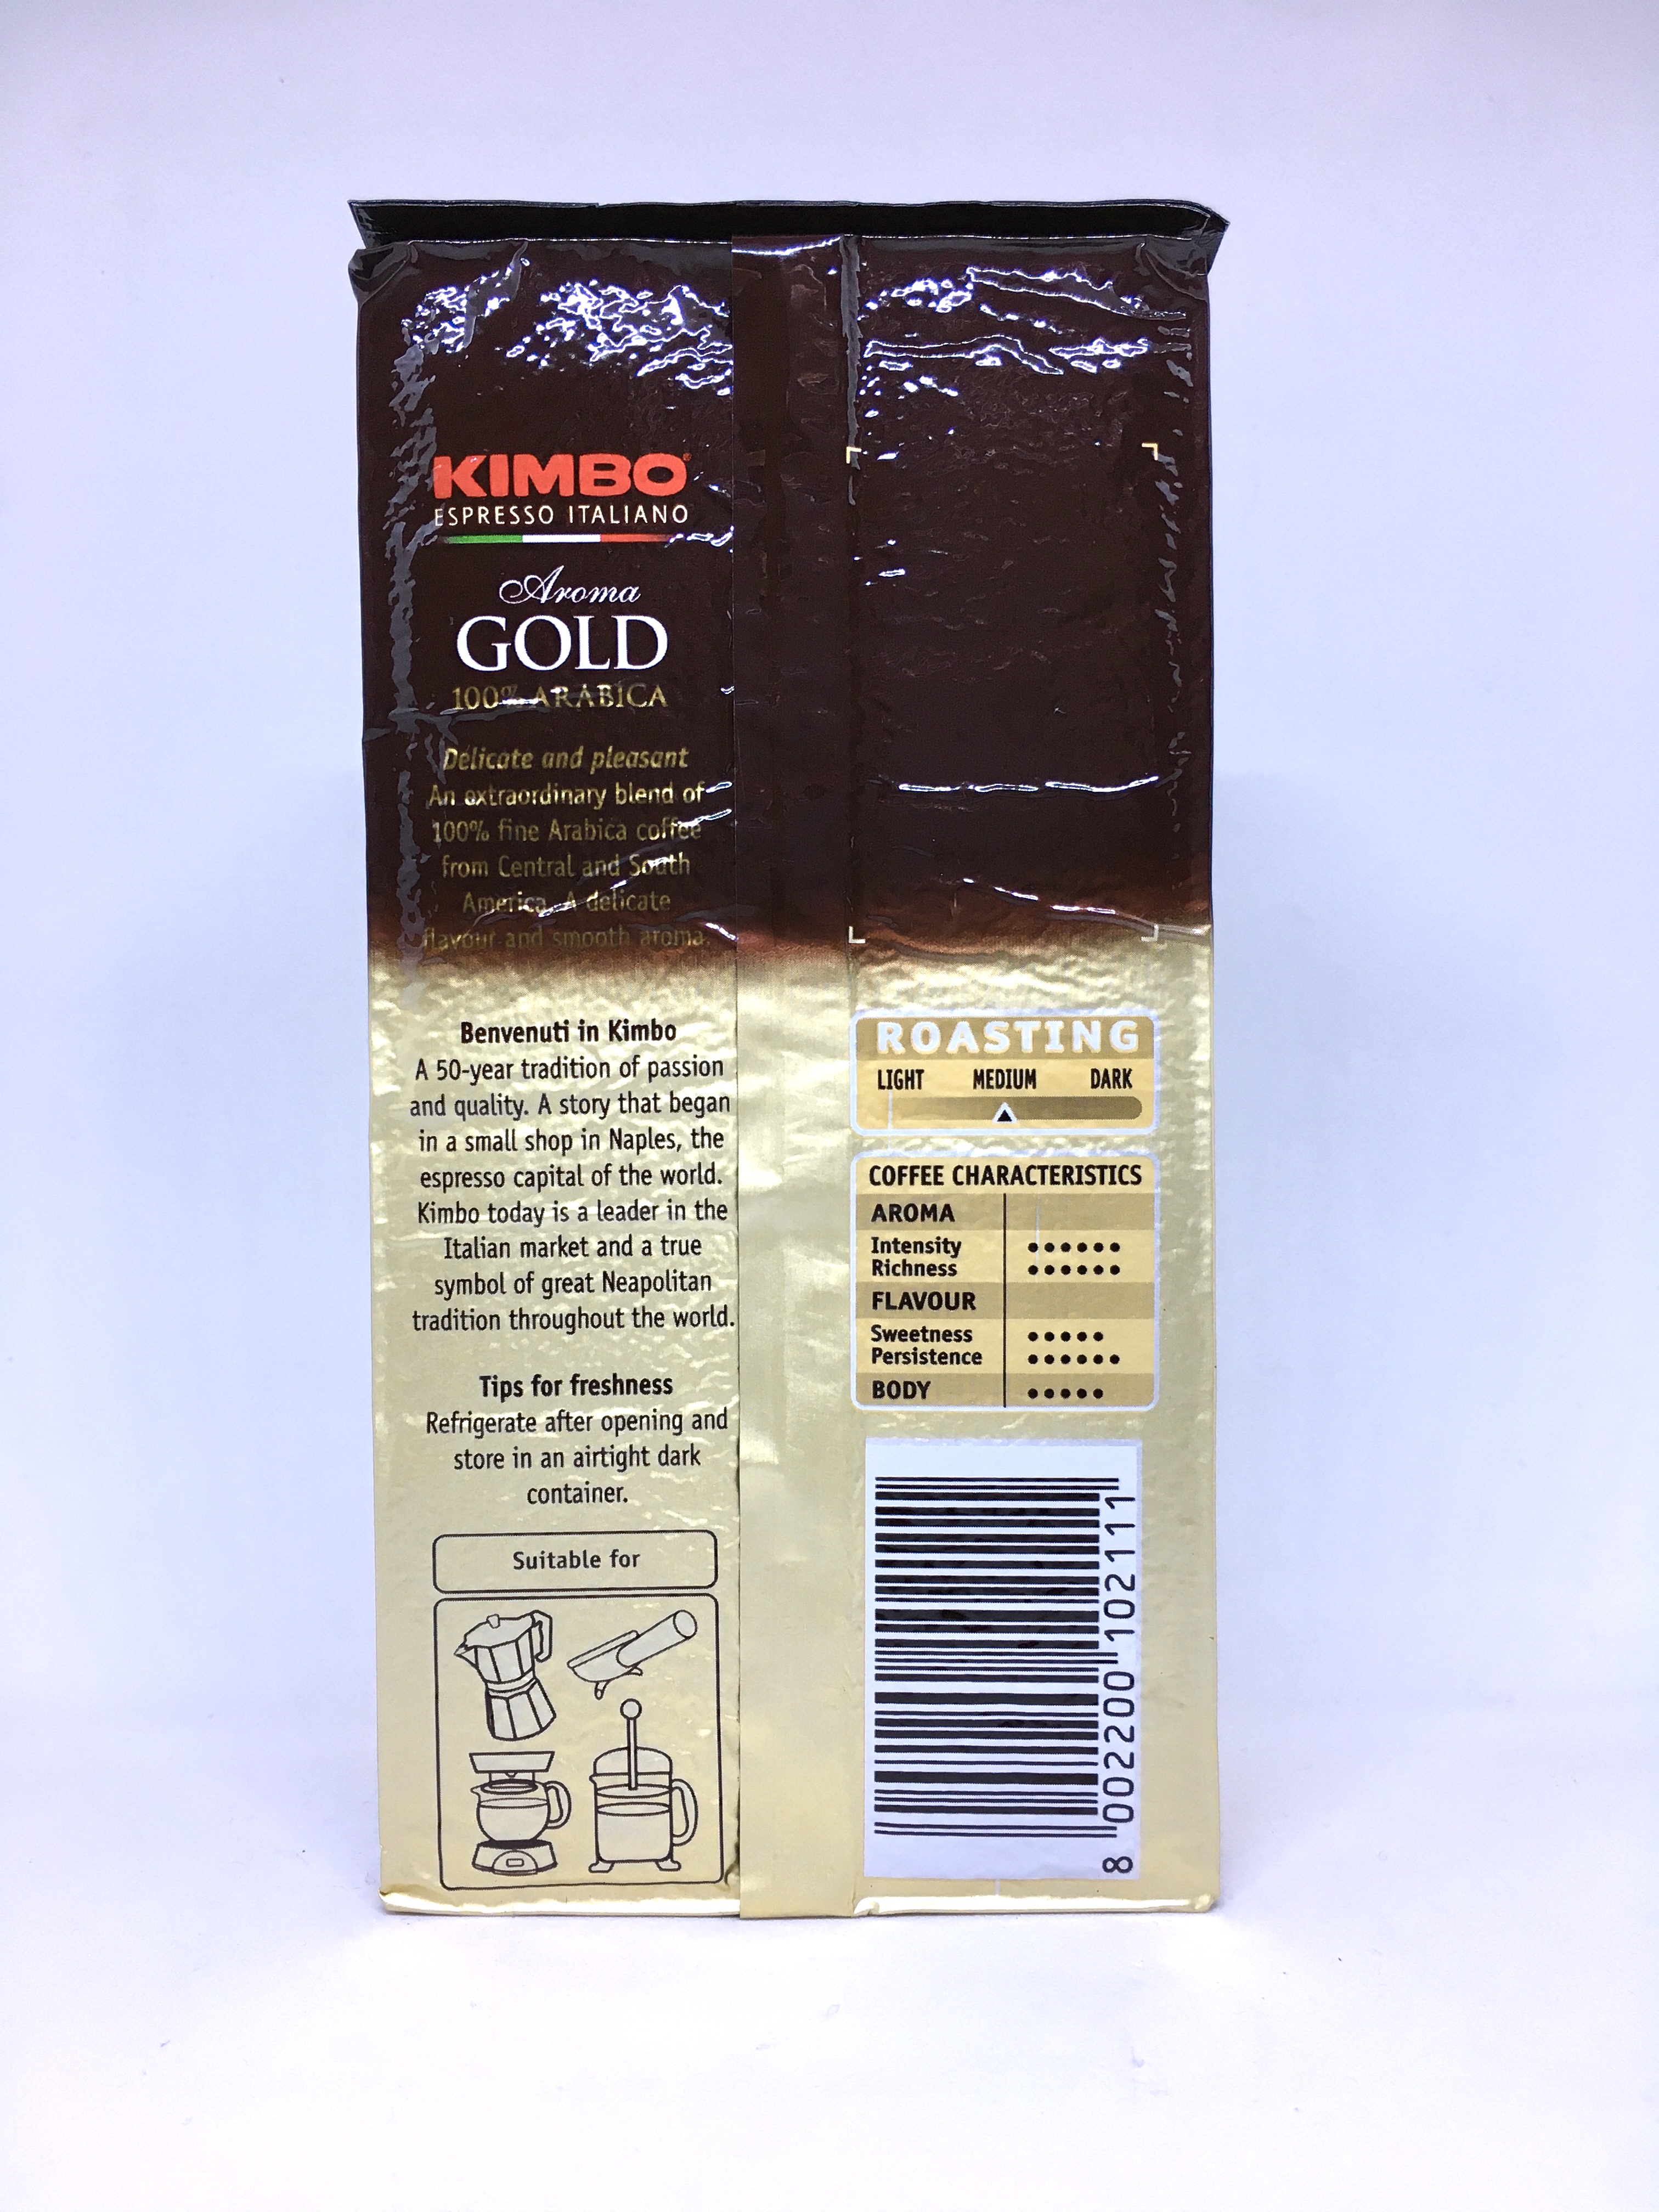 KIMBO®
ESPRESSO ITALIANO
Aroma
GOLD
100% ARABICA
Delicate and pleasant
An extraordinary blend of
100% fine Arabica coffee
from Central and South
America. A delicate
flavour and smooth aroma.
Benvenuti in Kimbo
A 50-year tradition of passion
and quality. A story that began
in a small shop in Naples, the
espresso capital of the world.
Kimbo today is a leader in the
Italian market and a true
symbol of great Neapolitan
tradition throughout the world.
Tips for freshness
Refrigerate after opening and
store in an airtight dark
container.
Suitable for
ROASTING
LIGHT MEDIUM DARK
COFFEE CHARACTERISTICS
AROMA
Intensity ••••••
Richness ••••••
FLAVOUR
Sweetness •••••
Persistence ••••••
BODY •••••
8 002200 102111